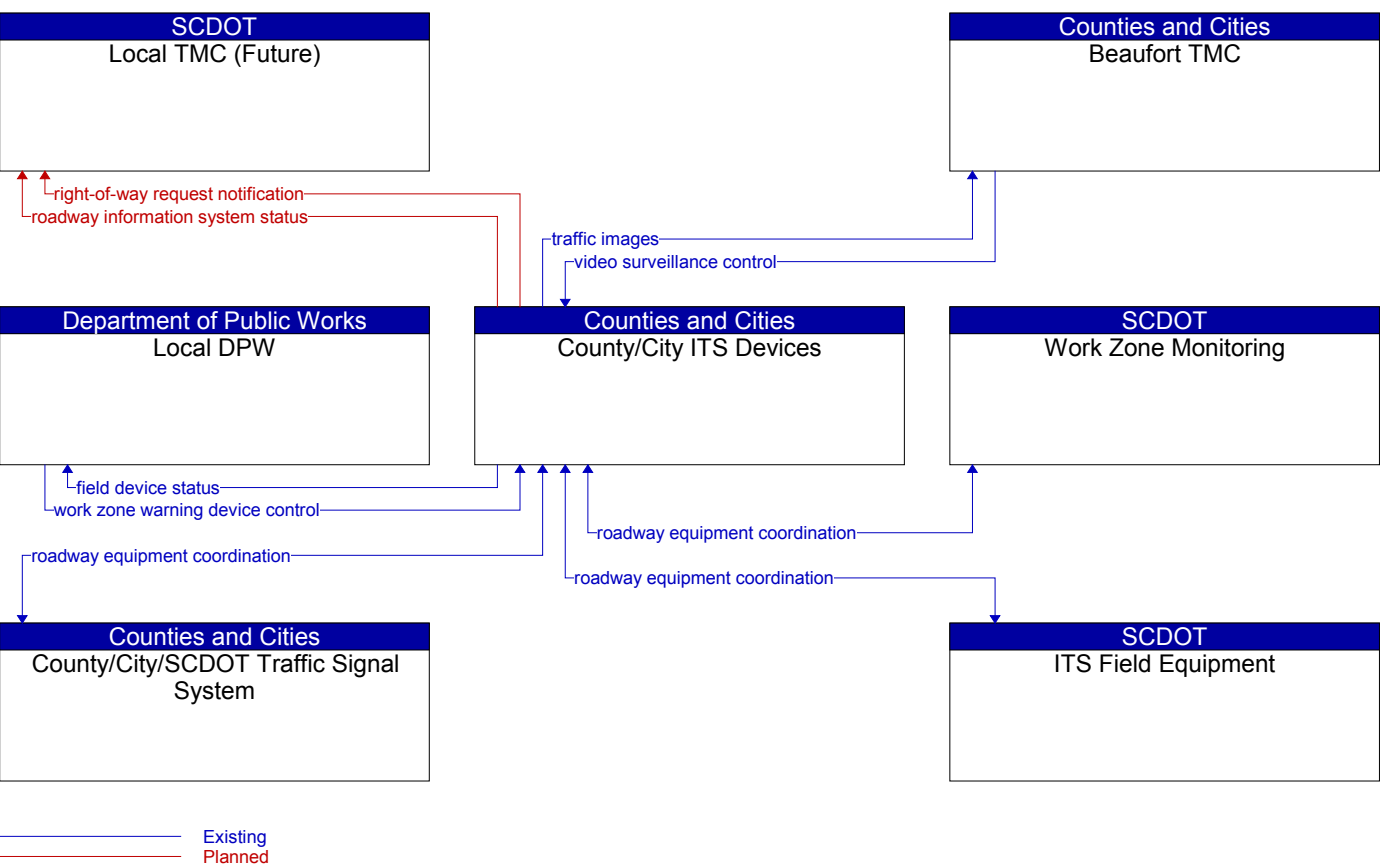 SCDOT
Local TMC (Future)
Counties and Cities
Beaufort TMC
right-of-way request notification
roadway information system status
traffic images
video surveillance control
Department of Public Works
Local DPW
Counties and Cities
County/City ITS Devices
SCDOT
Work Zone Monitoring
field device status
work zone warning device control
roadway equipment coordination
roadway equipment coordination
roadway equipment coordination
Counties and Cities
County/City/SCDOT Traffic Signal
System
SCDOT
ITS Field Equipment
Existing
Planned